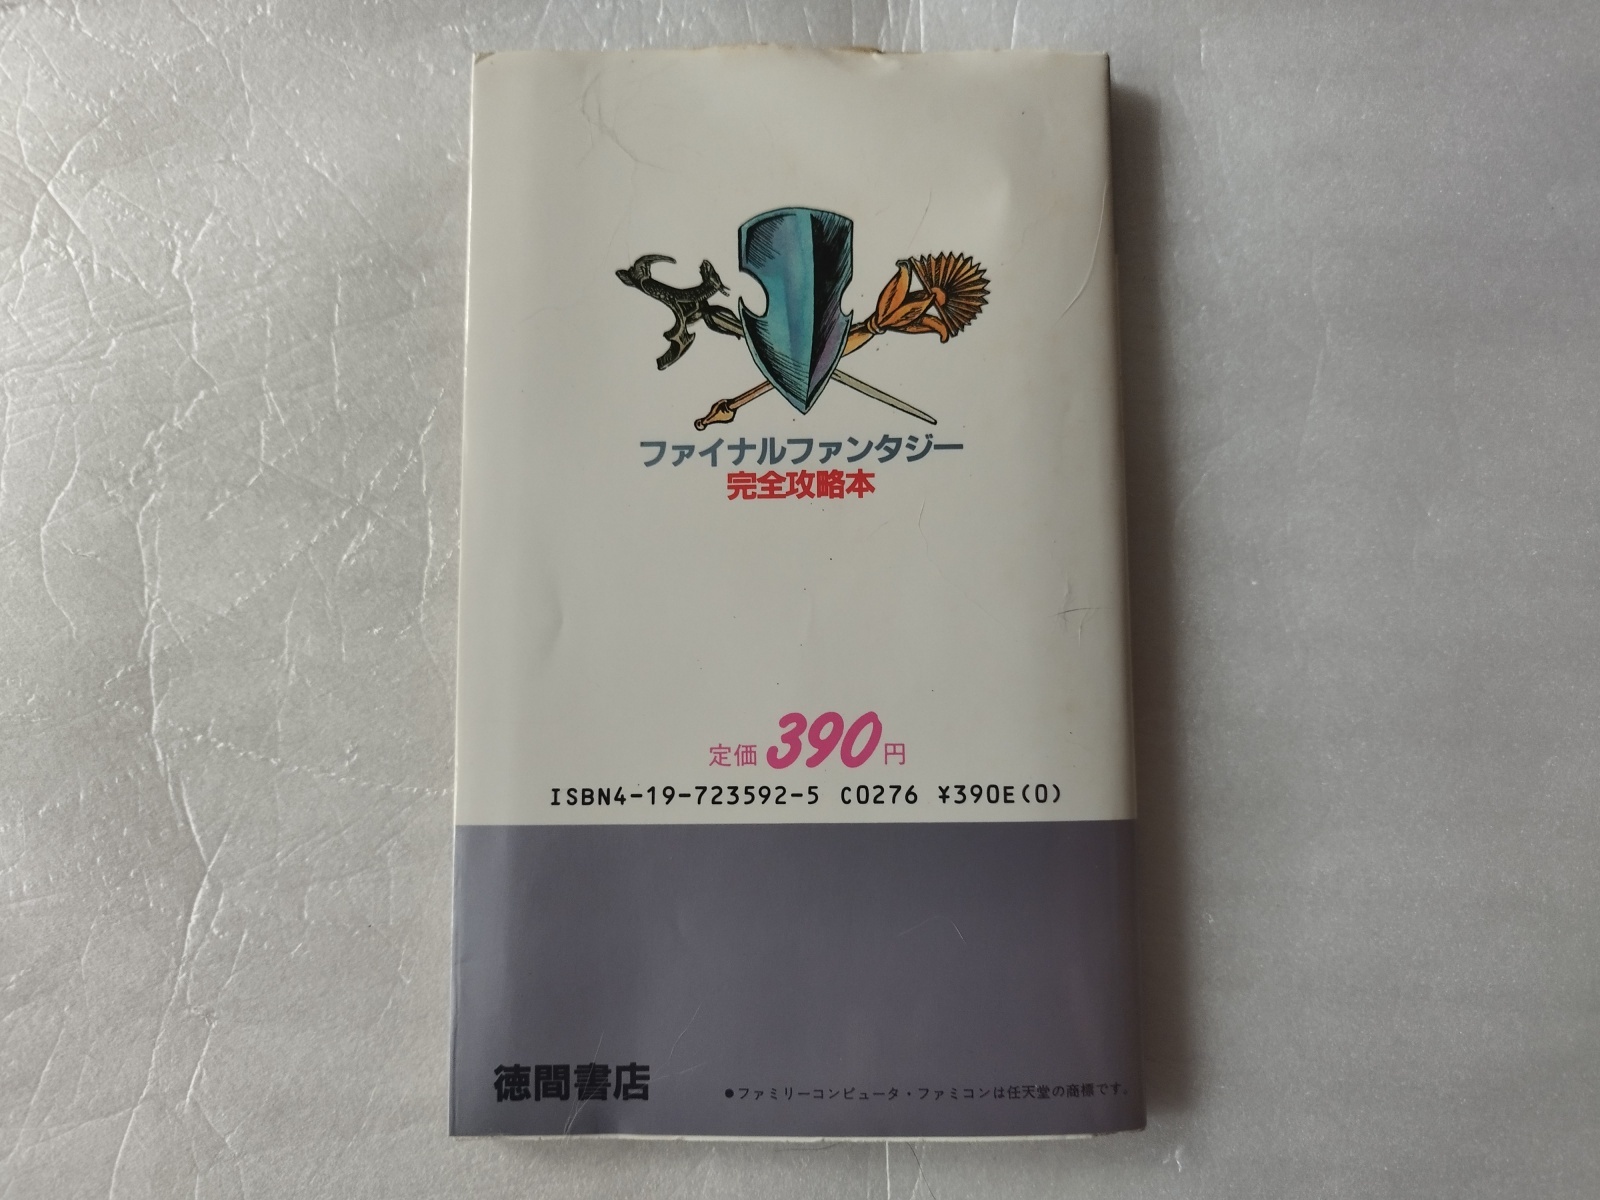 ファイナルファンタジー
完全攻略本
定価390円
ISBN4-19-723592-5 C0276 ¥390E(0)
徳間書店
●ファミリーコンピュータ・ファミコンは任天堂の商標です。